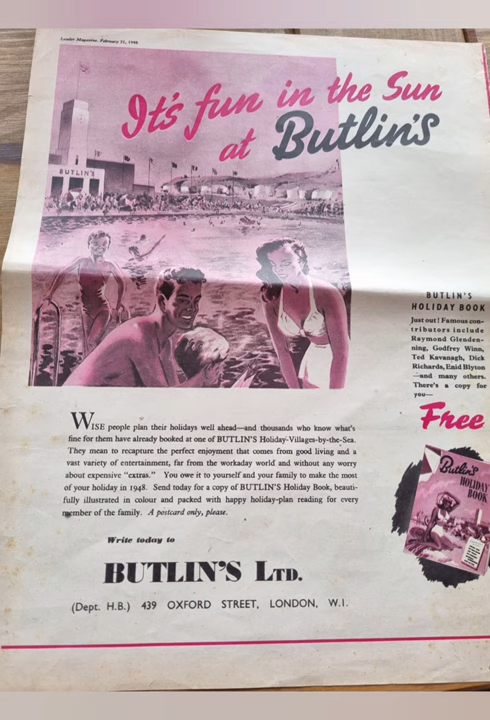 Leader Magazine, February 21, 1948
It's fun in the Sun
at Butlin's
BUTLIN'S
BUTLIN'S
HOLIDAY BOOK
Just out! Famous con-
tributors include
Raymond Glenden-
ning, Godfrey Winn,
Ted Kavanagh, Dick
Richards, Enid Blyton
—and many others.
There's a copy for
you—
Free
Butlin's
HOLIDAY
BOOK
WISE people plan their holidays well ahead—and thousands who know what's
fine for them have already booked at one of BUTLIN'S Holiday-Villages-by-the-Sea.
They mean to recapture the perfect enjoyment that comes from good living and a
vast variety of entertainment, far from the workaday world and without any worry
about expensive "extras." You owe it to yourself and your family to make the most
of your holiday in 1948. Send today for a copy of BUTLIN'S Holiday Book, beauti-
fully illustrated in colour and packed with happy holiday-plan reading for every
member of the family. A postcard only, please.
Write today to
BUTLIN'S LTD.
(Dept. H.B.) 439 OXFORD STREET, LONDON, W.1.